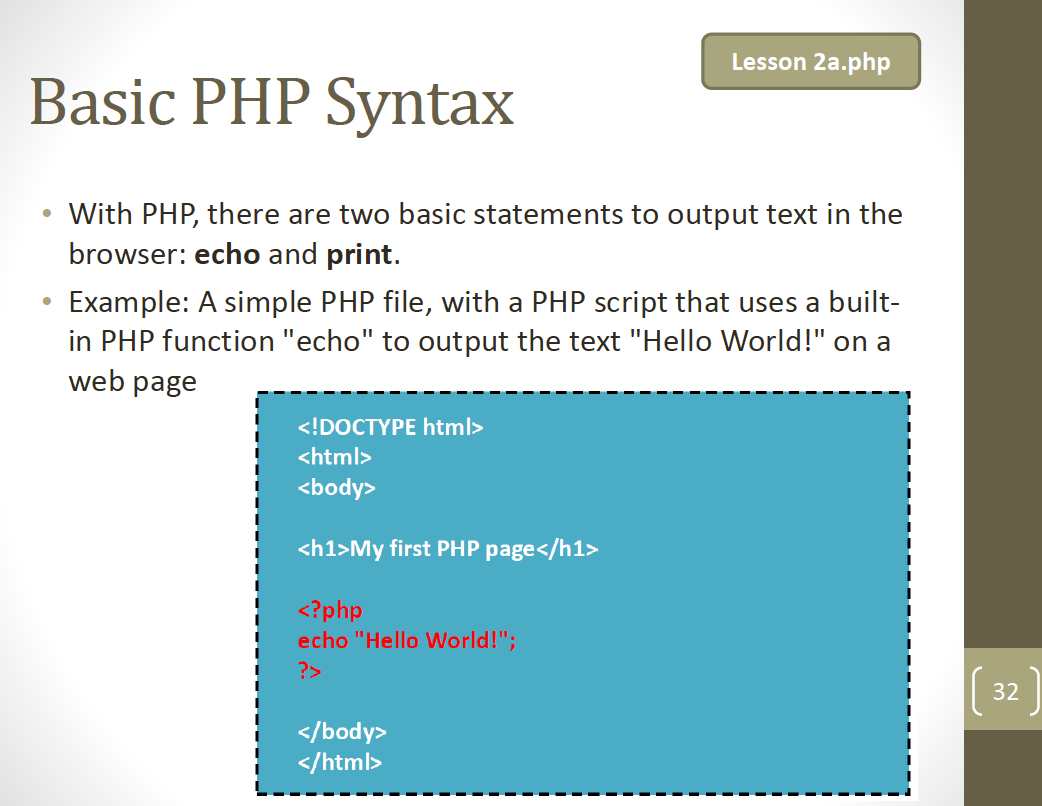 Lesson 2a.php
Basic PHP Syntax
• With PHP, there are two basic statements to output text in the
browser: echo and print.
• Example: A simple PHP file, with a PHP script that uses a built-
in PHP function "echo" to output the text "Hello World!" on a
web page
<!DOCTYPE html>
<html>
<body>
<h1>My first PHP page</h1>
<?php
echo "Hello World!";
?>
</body>
</html>
32